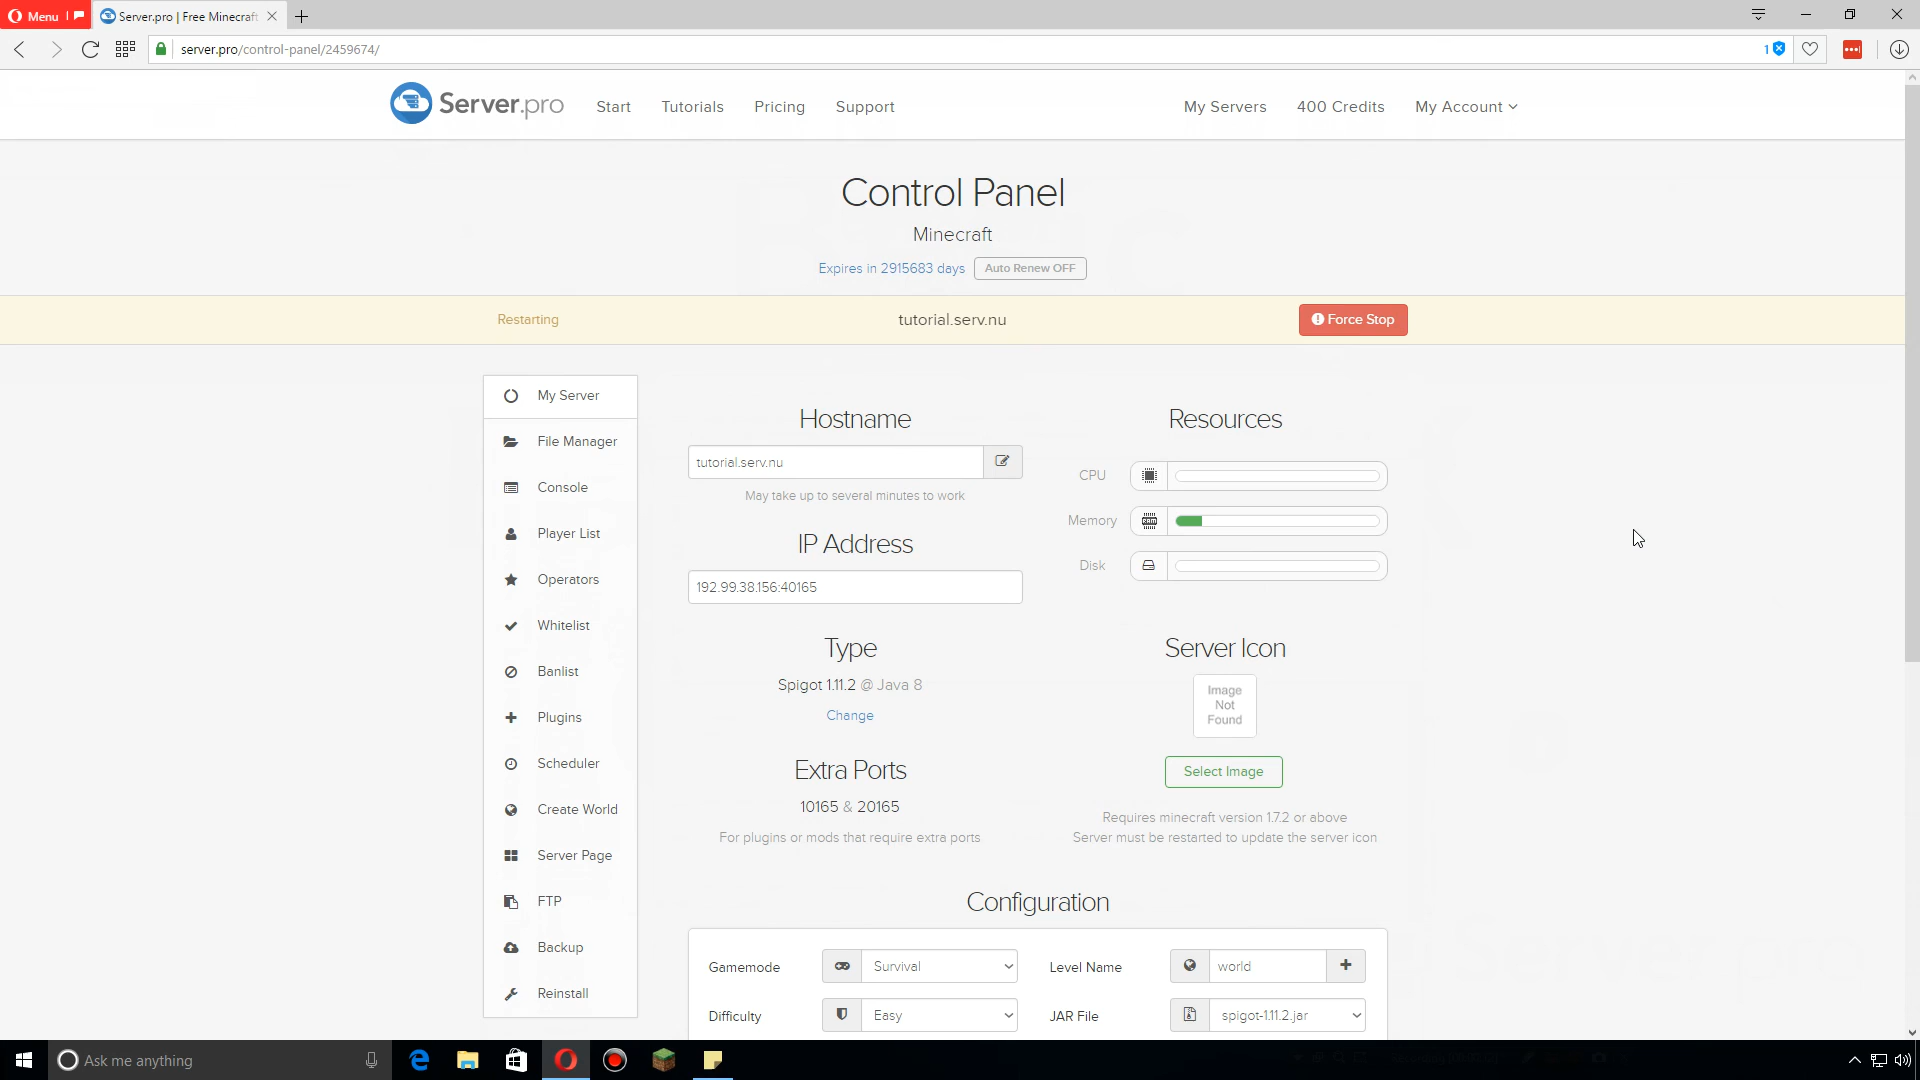 Menu
Server.pro | Free Minecraft
server.pro/control-panel/2459674/
1
Server.pro
Start
Tutorials
Pricing
Support
My Servers
400 Credits
My Account
Control Panel
Minecraft
Expires in 2915683 days
Auto Renew OFF
Restarting
tutorial.serv.nu
Force Stop
My Server
File Manager
Console
Player List
Operators
Whitelist
Banlist
Plugins
Scheduler
Create World
Server Page
FTP
Backup
Reinstall
Hostname
tutorial.serv.nu
May take up to several minutes to work
IP Address
192.99.38.156:40165
Type
Spigot 1.11.2 @ Java 8
Change
Extra Ports
10165 & 20165
For plugins or mods that require extra ports
Resources
CPU
Memory
Disk
Server Icon
Image
Not
Found
Select Image
Requires minecraft version 1.7.2 or above
Server must be restarted to update the server icon
Configuration
Gamemode
Survival
Level Name
world
Difficulty
Easy
JAR File
spigot-1.11.2.jar
Ask me anything